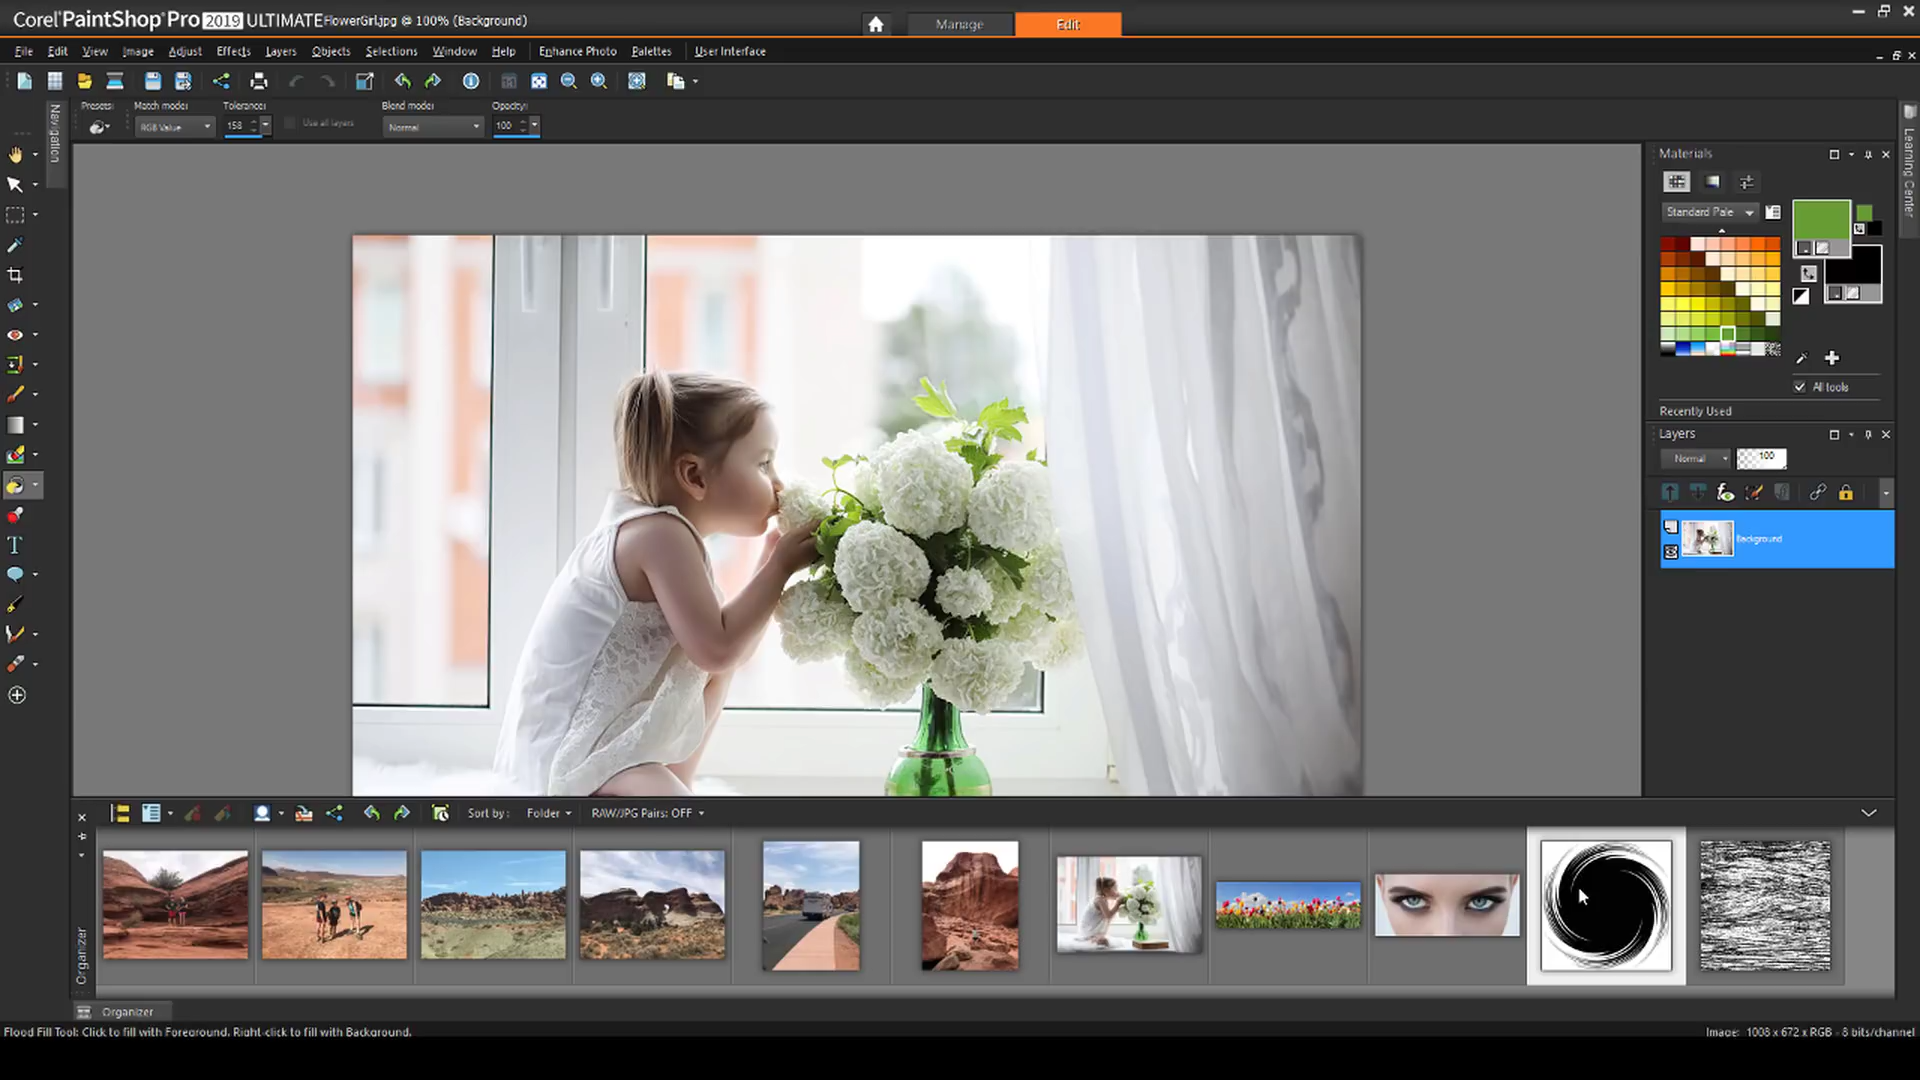 Corel® PaintShop® Pro 2019 ULTIMATE FlowerGirl.jpg @ 100% (Background)
Manage
Edit
File Edit View Image Adjust Effects Layers Objects Selections Window Help Enhance Photo Palettes User Interface
Presets: Match mode: Tolerance: Blend mode: Opacity:
RGB Value 158 Use all layers Normal 100
Navigation
Learning Center
Materials
Standard Pale
All tools
Recently Used
Layers
Normal 100
Background
Sort by : Folder RAW/JPG Pairs: OFF
Organizer
Organizer
Flood Fill Tool: Click to fill with Foreground, Right-click to fill with Background.
Image: 1008 x 672 x RGB - 8 bits/channel